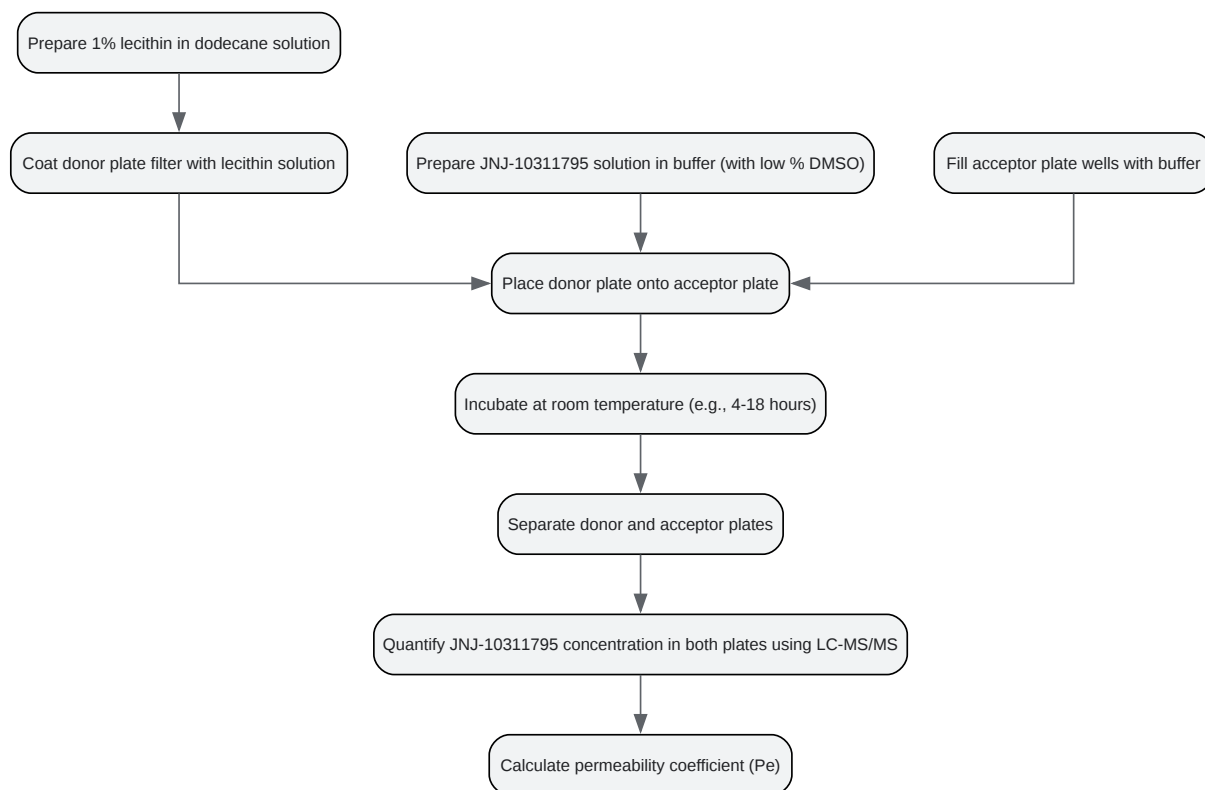 Prepare 1% lecithin in dodecane solution
Coat donor plate filter with lecithin solution
Prepare JNJ-10311795 solution in buffer (with low % DMSO)
Fill acceptor plate wells with buffer
Place donor plate onto acceptor plate
Incubate at room temperature (e.g., 4-18 hours)
Separate donor and acceptor plates
Quantify JNJ-10311795 concentration in both plates using LC-MS/MS
Calculate permeability coefficient (Pe)